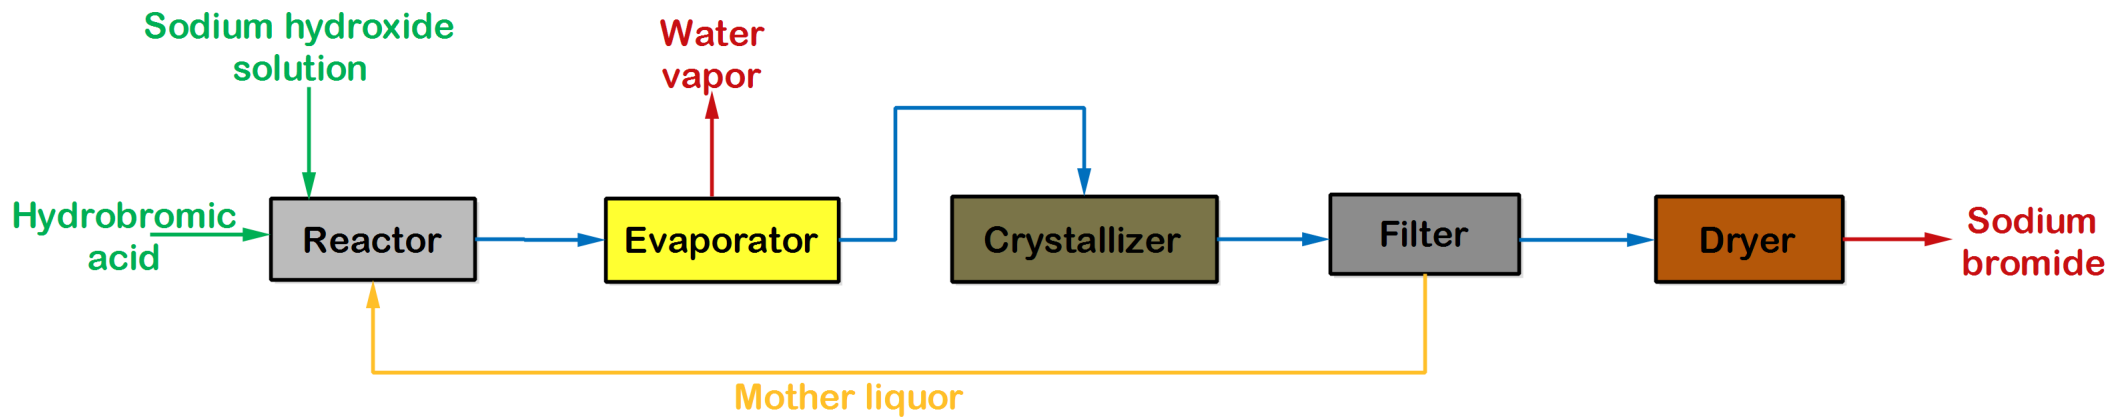 Sodium hydroxide
solution
Water
vapor
Hydrobromic
acid
Reactor
Evaporator
Crystallizer
Filter
Dryer
Sodium
bromide
Mother liquor